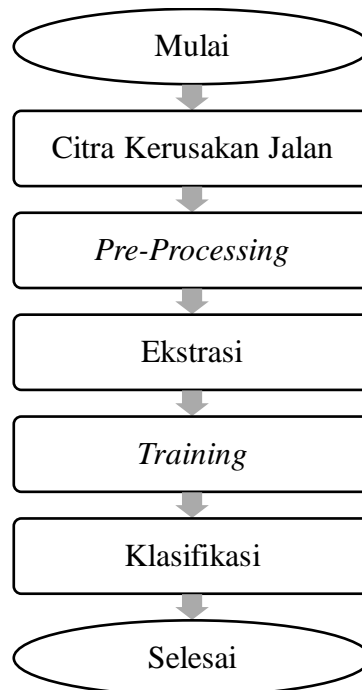 Mulai
Citra Kerusakan Jalan
Pre-Processing
Ekstrasi
Training
Klasifikasi
Selesai